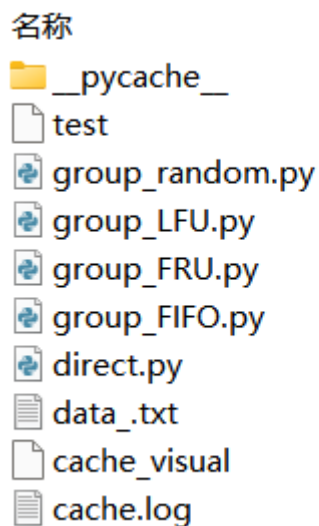 名称
__pycache__
test
group_random.py
group_LFU.py
group_FRU.py
group_FIFO.py
direct.py
data_.txt
cache_visual
cache.log